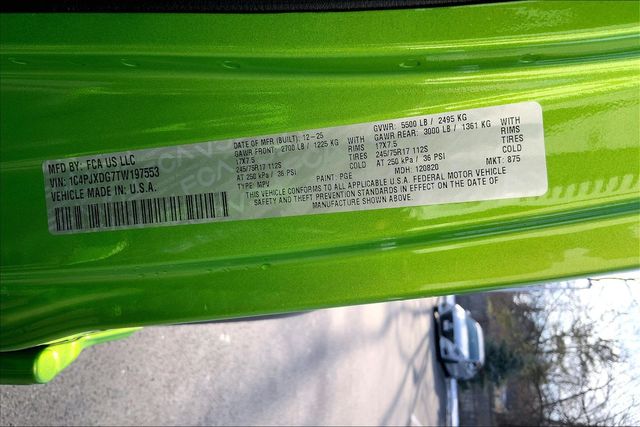 MFD BY: FCA US LLC
1C4PJXDG7TW197553
VEHICLE MADE IN U.S.A.
DATE OF MFR (BUILT): 12-25
GAWR FRONT: 2700 LB / 1225 KG WITH
17X7.5 RIMS
245/75R17 112S TIRES
AT 250 kPa / 36 PSI COLD
TYPE: MPV PAINT: PGE
GVWR: 5500 LB / 2495 KG
GAWR REAR: 3000 LB / 1361 KG WITH
17X7.5 RIMS
245/75R17 112S TIRES
AT 250 kPa / 36 PSI COLD
MDH: 120820 MKT: 875
THIS VEHICLE CONFORMS TO ALL APPLICABLE U.S.A. FEDERAL MOTOR VEHICLE
SAFETY AND THEFT PREVENTION STANDARDS IN EFFECT ON THE DATE OF
MANUFACTURE SHOWN ABOVE.